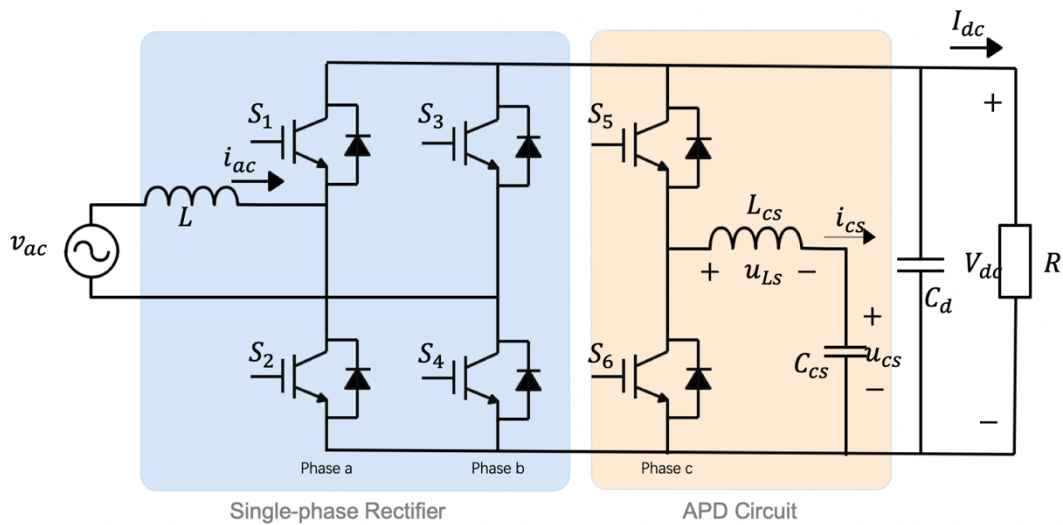 I_dc
+
S_1
S_3
S_5
i_ac
L
v_ac
L_cs
i_cs
+ u_Ls −
C_d
V_dc
R
+
S_2
S_4
S_6
C_cs
u_cs
−
−
Phase a
Phase b
Phase c
Single-phase Rectifier
APD Circuit